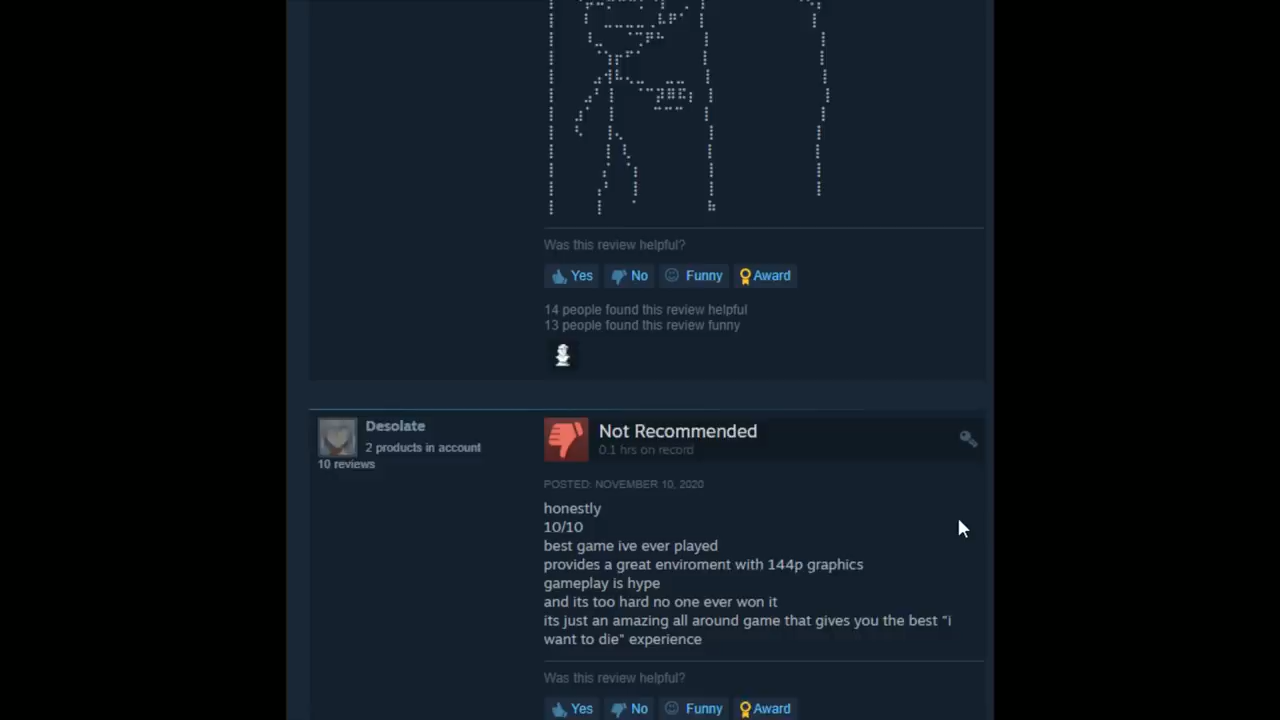 Was this review helpful?
Yes No Funny Award
14 people found this review helpful
13 people found this review funny
Desolate
2 products in account
10 reviews
Not Recommended
0.1 hrs on record
POSTED: NOVEMBER 10, 2020
honestly
10/10
best game ive ever played
provides a great enviroment with 144p graphics
gameplay is hype
and its too hard no one ever won it
its just an amazing all around game that gives you the best "i
want to die" experience
Was this review helpful?
Yes No Funny Award